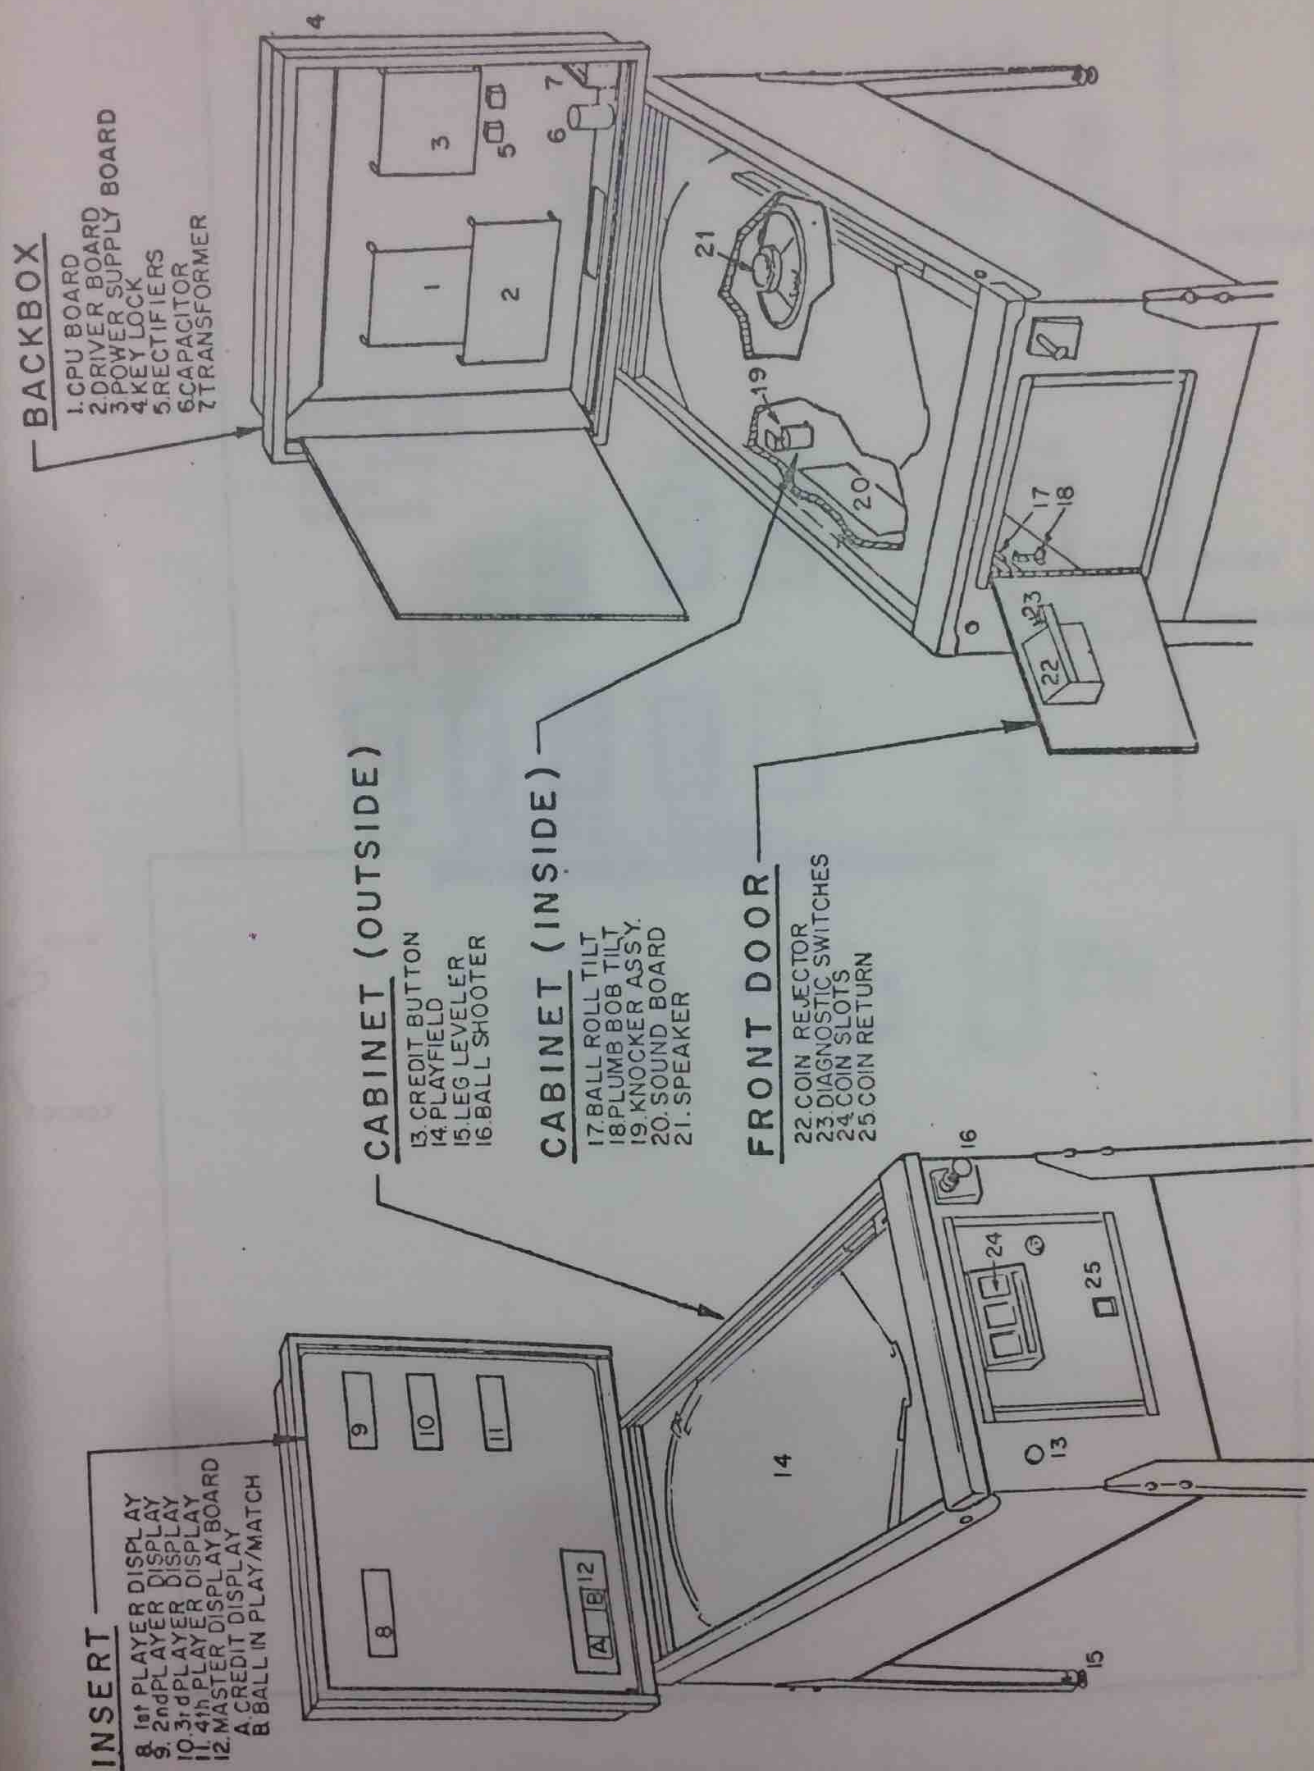 INSERT
8. 1st PLAYER DISPLAY
9. 2nd PLAYER DISPLAY
10. 3rd PLAYER DISPLAY
11. 4th PLAYER DISPLAY
12. MASTER DISPLAY BOARD
A. CREDIT DISPLAY
B. BALL IN PLAY/MATCH
BACKBOX
1. CPU BOARD
2. DRIVER BOARD
3. POWER SUPPLY BOARD
4. KEY LOCK
5. RECTIFIERS
6. CAPACITOR
7. TRANSFORMER
CABINET (OUTSIDE)
13. CREDIT BUTTON
14. PLAYFIELD
15. LEG LEVELER
16. BALL SHOOTER
CABINET (INSIDE)
17. BALL ROLL TILT
18. PLUMB BOB TILT
19. KNOCKER ASSY.
20. SOUND BOARD
21. SPEAKER
FRONT DOOR
22. COIN REJECTOR
23. DIAGNOSTIC SWITCHES
24. COIN SLOTS
25. COIN RETURN
8
9
10
11
A B 12
14
13
24
25
15
16
4
1
2
3
5
6
7
19
20
21
17
18
22
23